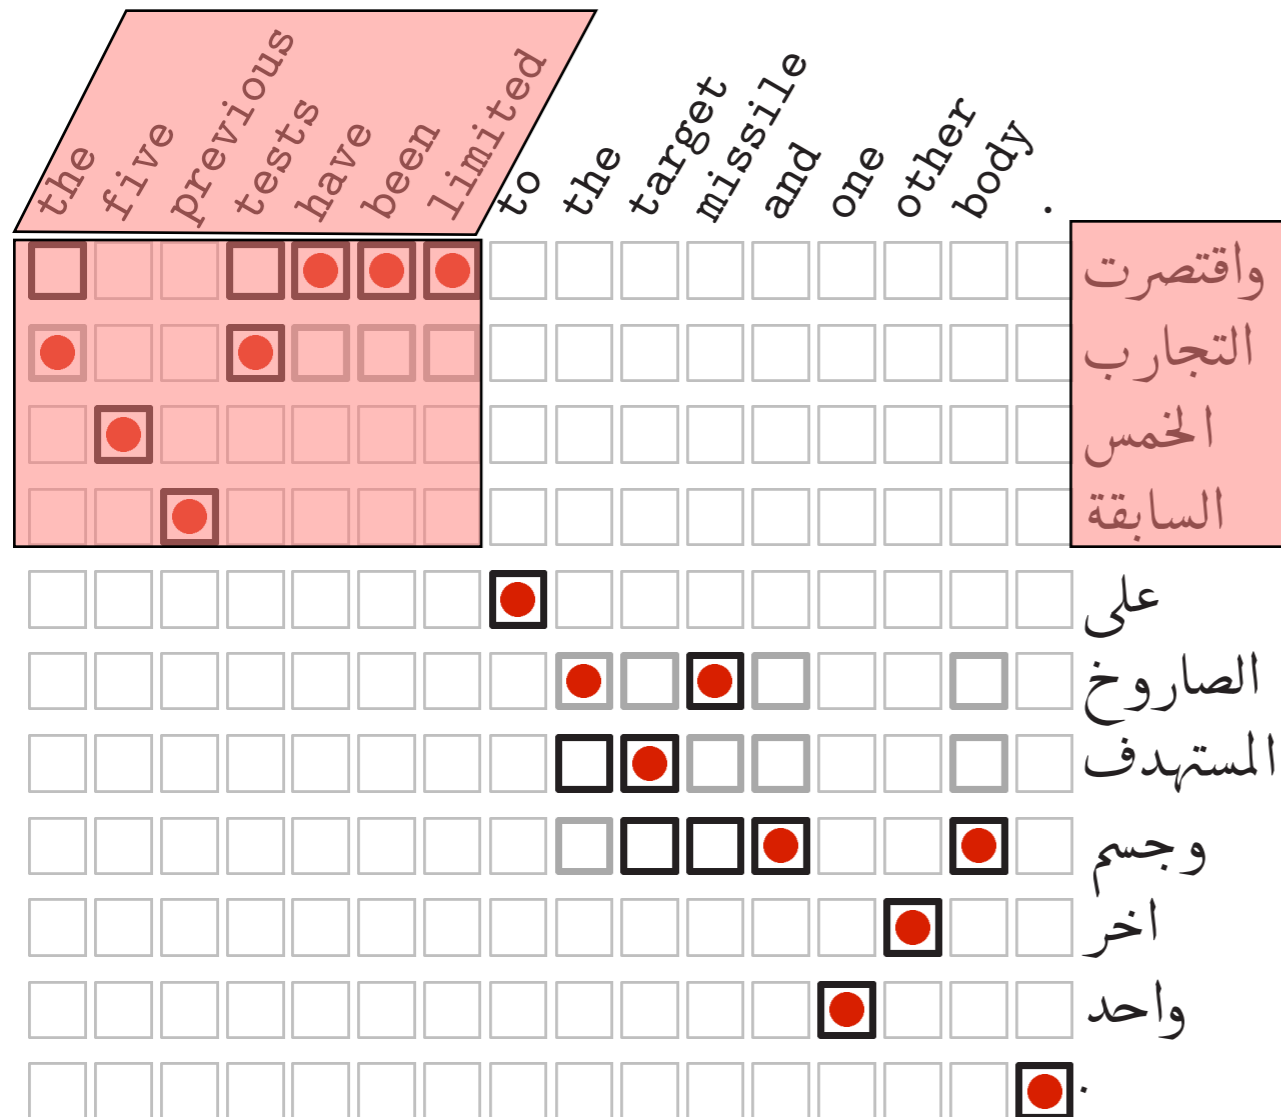 the five previous tests have been limited to the target missile and one other body .
واقتصرت
التجارب
الخمس
السابقة
على
الصاروخ
المستهدف
وجسم
اخر
واحد
.